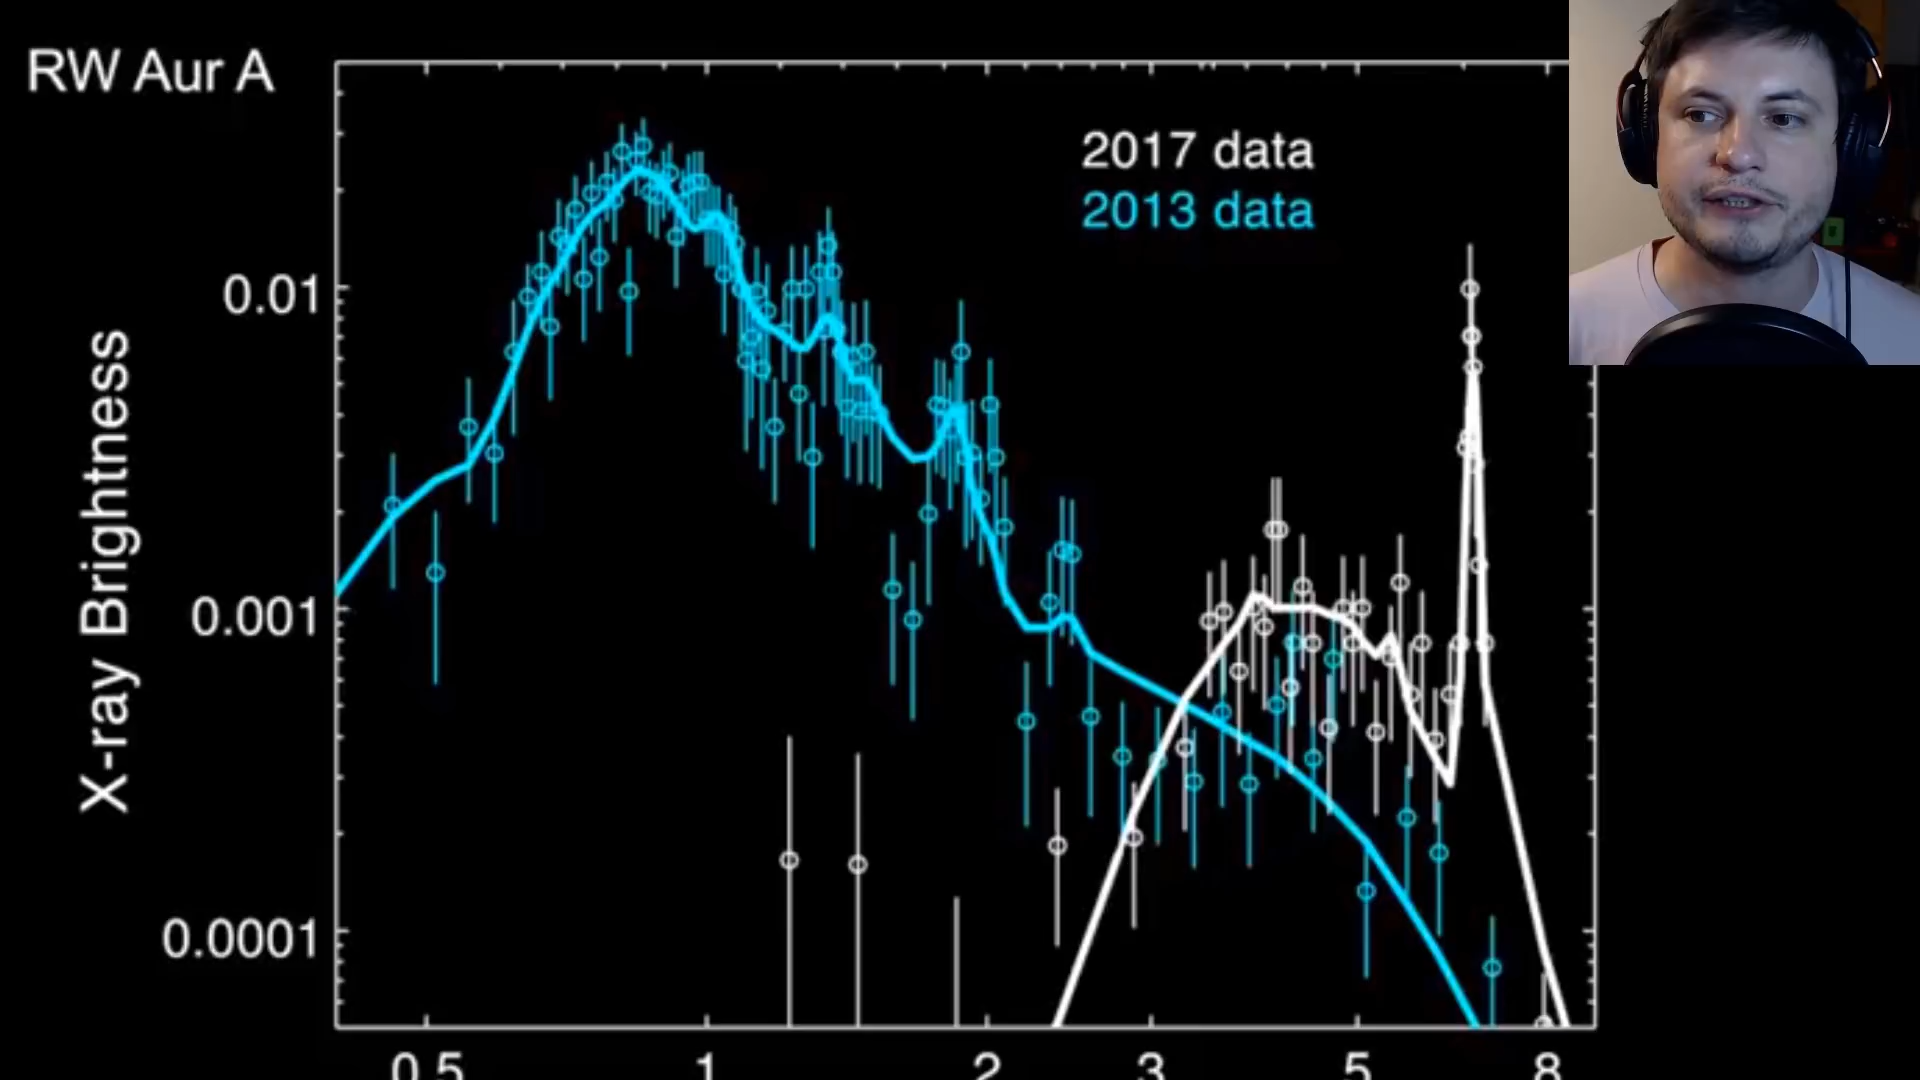 RW Aur A
2017 data
2013 data
0.01
0.001
0.0001
X-ray Brightness
0.5 1 2 3 5 8